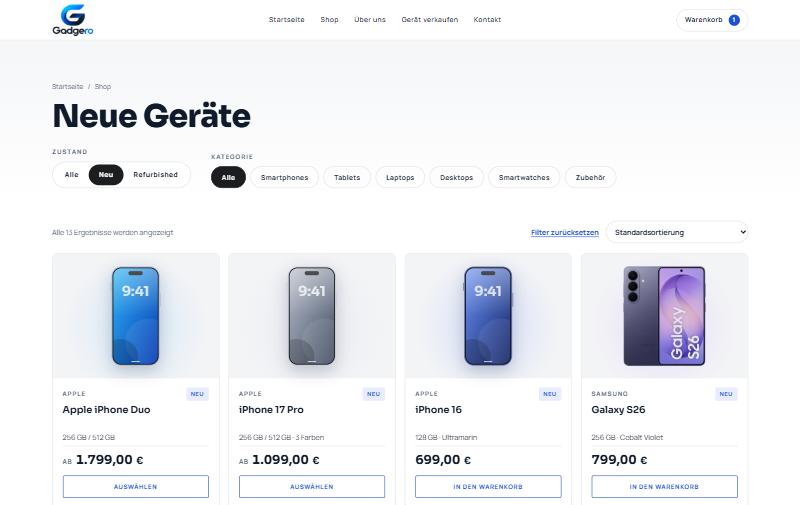 Gadgero
Startseite Shop Über uns Gerät verkaufen Kontakt
Warenkorb 1
Startseite / Shop
Neue Geräte
ZUSTAND
Alle Neu Refurbished
KATEGORIE
Alle Smartphones Tablets Laptops Desktops Smartwatches Zubehör
Alle 13 Ergebnisse werden angezeigt
Filter zurücksetzen Standardsortierung
9:41
9:41
9:41
Galaxy
S26
APPLE NEU
Apple iPhone Duo
256 GB / 512 GB
AB 1.799,00 €
AUSWÄHLEN
APPLE NEU
iPhone 17 Pro
256 GB / 512 GB · 3 Farben
AB 1.099,00 €
AUSWÄHLEN
APPLE NEU
iPhone 16
128 GB · Ultramarin
699,00 €
IN DEN WARENKORB
SAMSUNG NEU
Galaxy S26
256 GB · Cobalt Violet
799,00 €
IN DEN WARENKORB